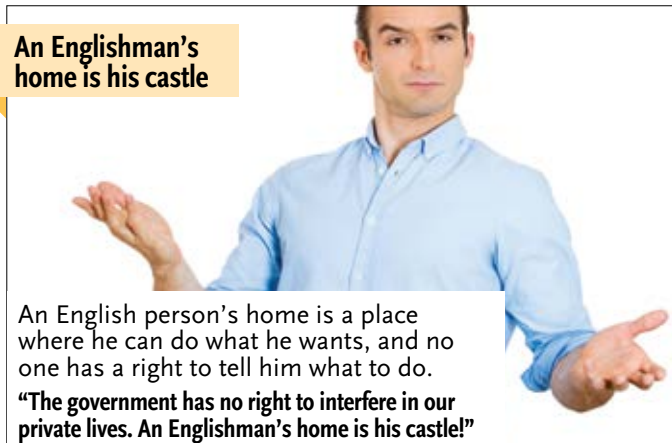 An Englishman’s
home is his castle
An English person’s home is a place
where he can do what he wants, and no
one has a right to tell him what to do.
“The government has no right to interfere in our
private lives. An Englishman’s home is his castle!”